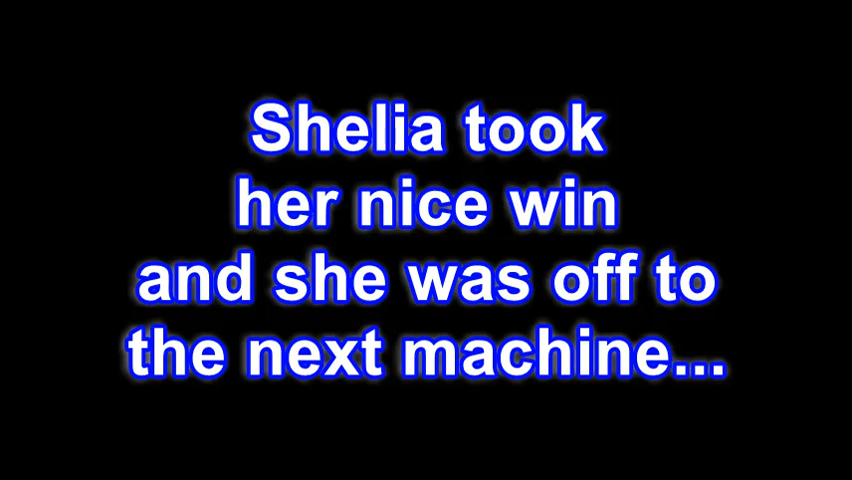 Shelia took
her nice win
and she was off to
the next machine...